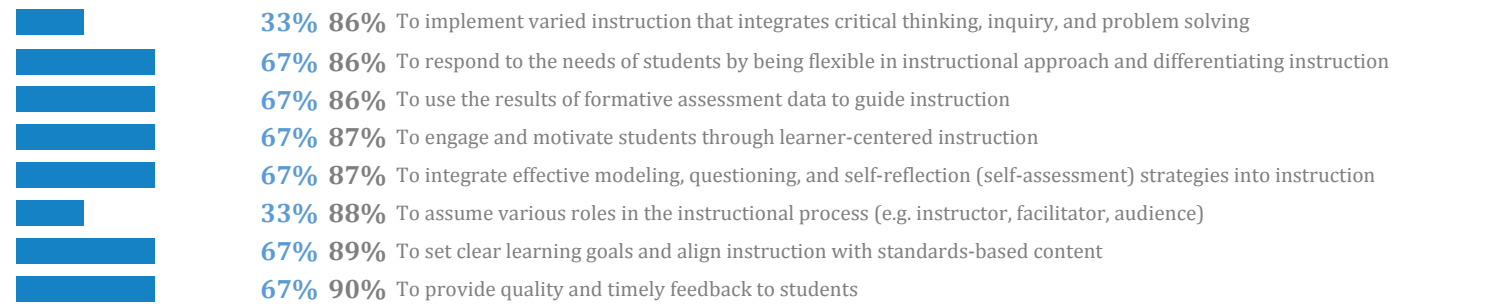 33% 86% To implement varied instruction that integrates critical thinking, inquiry, and problem solving
67% 86% To respond to the needs of students by being flexible in instructional approach and differentiating instruction
67% 86% To use the results of formative assessment data to guide instruction
67% 87% To engage and motivate students through learner-centered instruction
67% 87% To integrate effective modeling, questioning, and self-reflection (self-assessment) strategies into instruction
33% 88% To assume various roles in the instructional process (e.g. instructor, facilitator, audience)
67% 89% To set clear learning goals and align instruction with standards-based content
67% 90% To provide quality and timely feedback to students